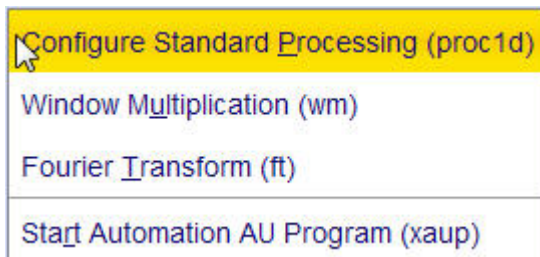 Configure Standard Processing (proc1d)
Window Multiplication (wm)
Fourier Transform (ft)
Start Automation AU Program (xaup)